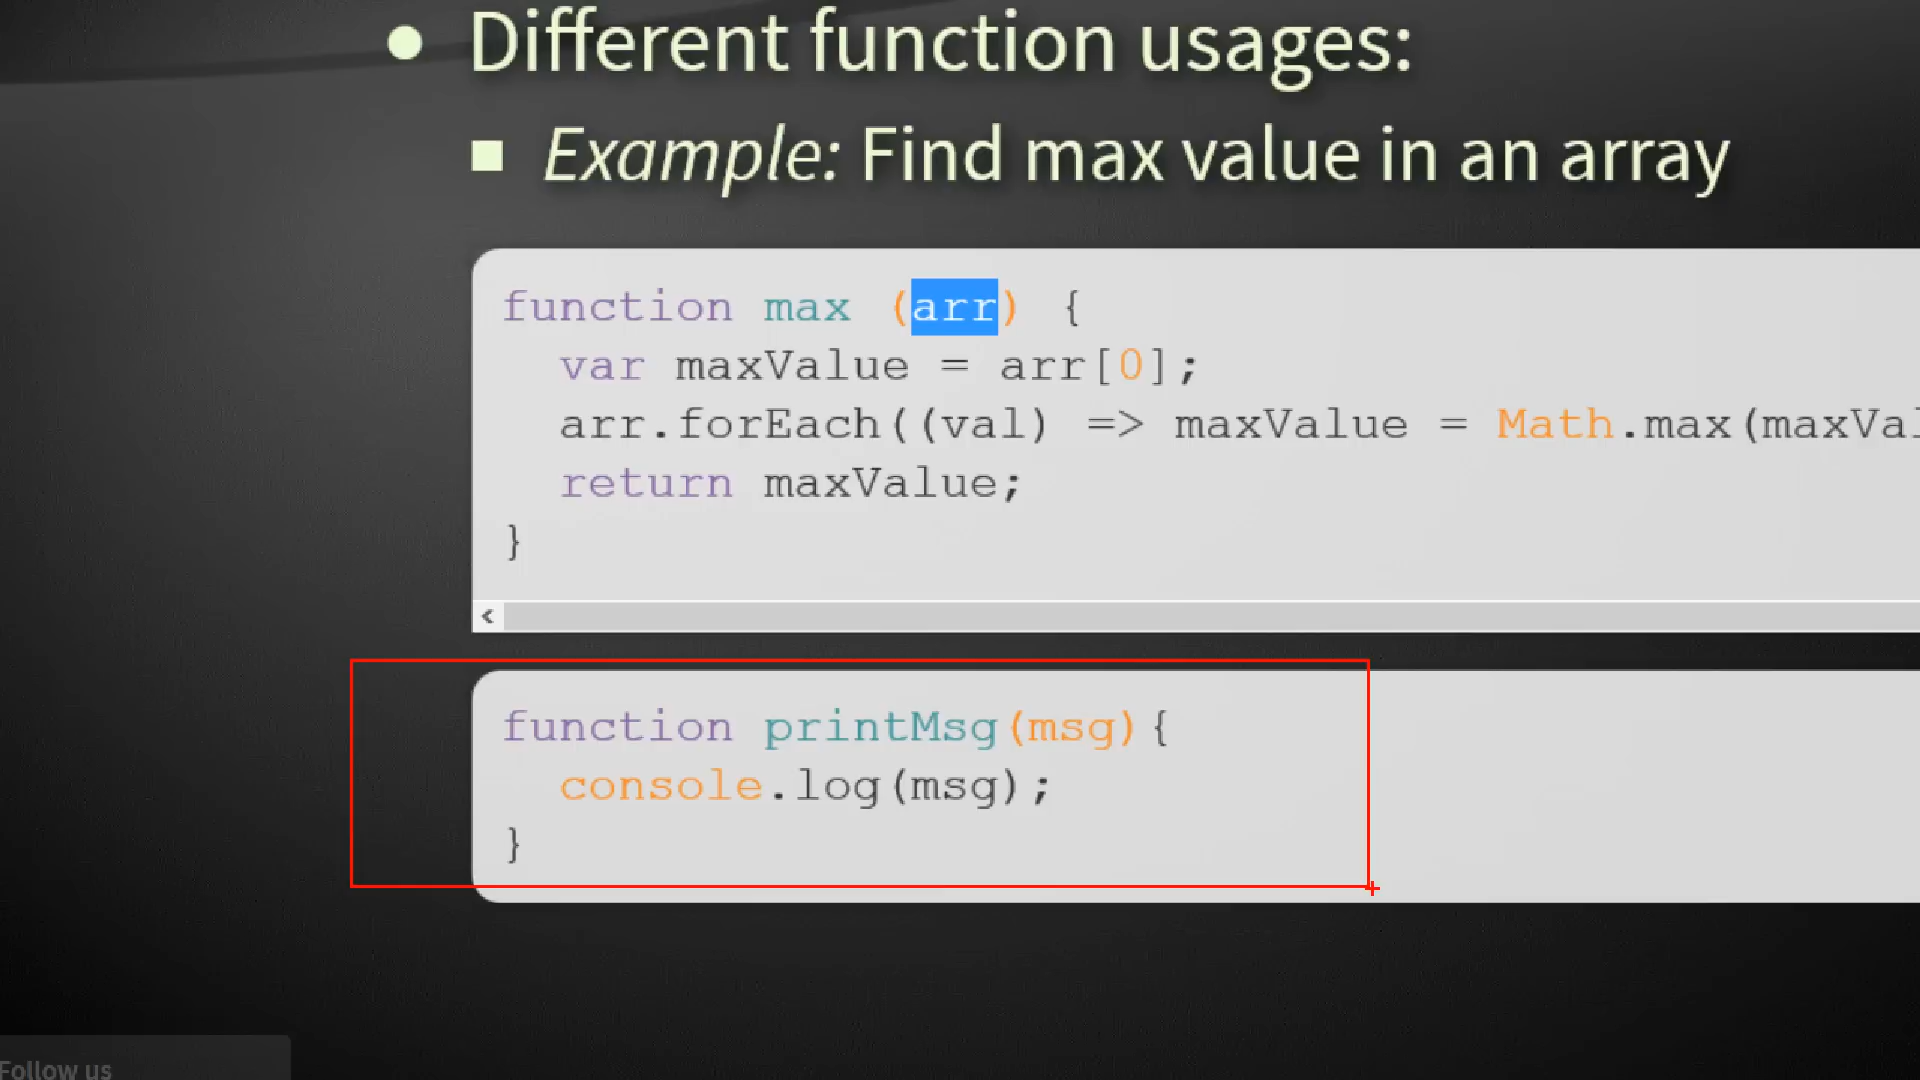 Different function usages:
Example: Find max value in an array
function max (arr) {
var maxValue = arr[0];
arr.forEach((val) => maxValue = Math.max(maxVal
return maxValue;
}
function printMsg(msg){
console.log(msg);
}
Follow us